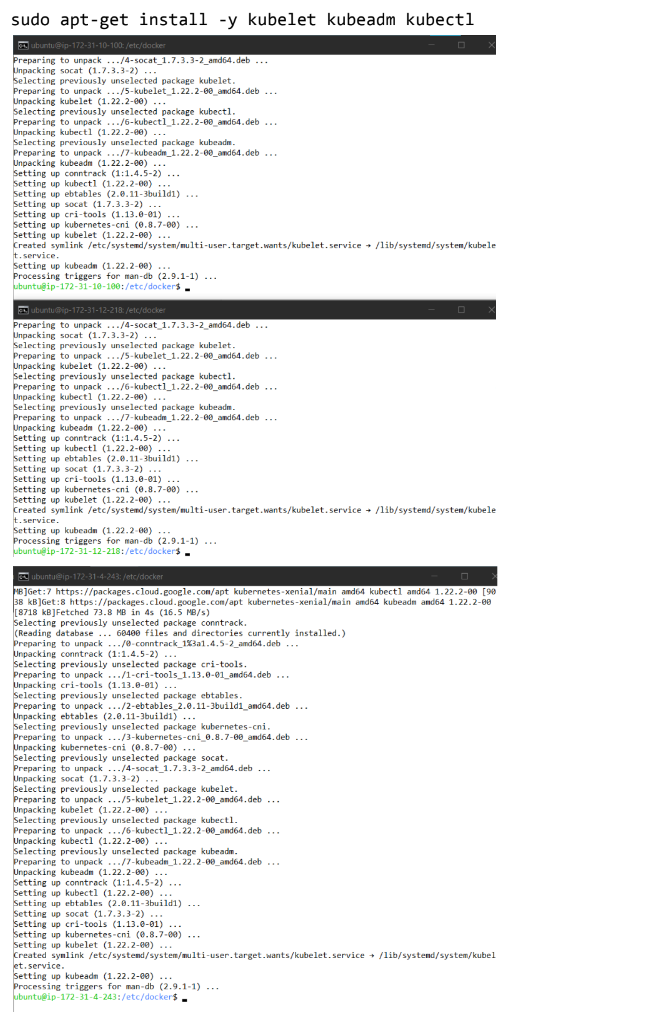 sudo apt-get install -y kubelet kubeadm kubectl
ubuntu@ip-172-31-10-100: /etc/docker
Preparing to unpack .../4-socat_1.7.3.3-2_amd64.deb ...
Unpacking socat (1.7.3.3-2) ...
Selecting previously unselected package kubelet.
Preparing to unpack .../5-kubelet_1.22.2-00_amd64.deb ...
Unpacking kubelet (1.22.2-00) ...
Selecting previously unselected package kubectl.
Preparing to unpack .../6-kubectl_1.22.2-00_amd64.deb ...
Unpacking kubectl (1.22.2-00) ...
Selecting previously unselected package kubeadm.
Preparing to unpack .../7-kubeadm_1.22.2-00_amd64.deb ...
Unpacking kubeadm (1.22.2-00) ...
Setting up conntrack (1:1.4.5-2) ...
Setting up kubectl (1.22.2-00) ...
Setting up ebtables (2.0.11-3build1) ...
Setting up socat (1.7.3.3-2) ...
Setting up cri-tools (1.13.0-01) ...
Setting up kubernetes-cni (0.8.7-00) ...
Setting up kubelet (1.22.2-00) ...
Created symlink /etc/systemd/system/multi-user.target.wants/kubelet.service → /lib/systemd/system/kubele
t.service.
Setting up kubeadm (1.22.2-00) ...
Processing triggers for man-db (2.9.1-1) ...
ubuntu@ip-172-31-10-100:/etc/docker$
ubuntu@ip-172-31-12-218: /etc/docker
Preparing to unpack .../4-socat_1.7.3.3-2_amd64.deb ...
Unpacking socat (1.7.3.3-2) ...
Selecting previously unselected package kubelet.
Preparing to unpack .../5-kubelet_1.22.2-00_amd64.deb ...
Unpacking kubelet (1.22.2-00) ...
Selecting previously unselected package kubectl.
Preparing to unpack .../6-kubectl_1.22.2-00_amd64.deb ...
Unpacking kubectl (1.22.2-00) ...
Selecting previously unselected package kubeadm.
Preparing to unpack .../7-kubeadm_1.22.2-00_amd64.deb ...
Unpacking kubeadm (1.22.2-00) ...
Setting up conntrack (1:1.4.5-2) ...
Setting up kubectl (1.22.2-00) ...
Setting up ebtables (2.0.11-3build1) ...
Setting up socat (1.7.3.3-2) ...
Setting up cri-tools (1.13.0-01) ...
Setting up kubernetes-cni (0.8.7-00) ...
Setting up kubelet (1.22.2-00) ...
Created symlink /etc/systemd/system/multi-user.target.wants/kubelet.service → /lib/systemd/system/kubele
t.service.
Setting up kubeadm (1.22.2-00) ...
Processing triggers for man-db (2.9.1-1) ...
ubuntu@ip-172-31-12-218:/etc/docker$
ubuntu@ip-172-31-4-243: /etc/docker
MB]Get:7 https://packages.cloud.google.com/apt kubernetes-xenial/main amd64 kubectl amd64 1.22.2-00 [90
38 kB]Get:8 https://packages.cloud.google.com/apt kubernetes-xenial/main amd64 kubeadm amd64 1.22.2-00
[8718 kB]Fetched 73.8 MB in 4s (16.5 MB/s)
Selecting previously unselected package conntrack.
(Reading database ... 60400 files and directories currently installed.)
Preparing to unpack .../0-conntrack_1%3a1.4.5-2_amd64.deb ...
Unpacking conntrack (1:1.4.5-2) ...
Selecting previously unselected package cri-tools.
Preparing to unpack .../1-cri-tools_1.13.0-01_amd64.deb ...
Unpacking cri-tools (1.13.0-01) ...
Selecting previously unselected package ebtables.
Preparing to unpack .../2-ebtables_2.0.11-3build1_amd64.deb ...
Unpacking ebtables (2.0.11-3build1) ...
Selecting previously unselected package kubernetes-cni.
Preparing to unpack .../3-kubernetes-cni_0.8.7-00_amd64.deb ...
Unpacking kubernetes-cni (0.8.7-00) ...
Selecting previously unselected package socat.
Preparing to unpack .../4-socat_1.7.3.3-2_amd64.deb ...
Unpacking socat (1.7.3.3-2) ...
Selecting previously unselected package kubelet.
Preparing to unpack .../5-kubelet_1.22.2-00_amd64.deb ...
Unpacking kubelet (1.22.2-00) ...
Selecting previously unselected package kubectl.
Preparing to unpack .../6-kubectl_1.22.2-00_amd64.deb ...
Unpacking kubectl (1.22.2-00) ...
Selecting previously unselected package kubeadm.
Preparing to unpack .../7-kubeadm_1.22.2-00_amd64.deb ...
Unpacking kubeadm (1.22.2-00) ...
Setting up conntrack (1:1.4.5-2) ...
Setting up kubectl (1.22.2-00) ...
Setting up ebtables (2.0.11-3build1) ...
Setting up socat (1.7.3.3-2) ...
Setting up cri-tools (1.13.0-01) ...
Setting up kubernetes-cni (0.8.7-00) ...
Setting up kubelet (1.22.2-00) ...
Created symlink /etc/systemd/system/multi-user.target.wants/kubelet.service → /lib/systemd/system/kubel
et.service.
Setting up kubeadm (1.22.2-00) ...
Processing triggers for man-db (2.9.1-1) ...
ubuntu@ip-172-31-4-243:/etc/docker$